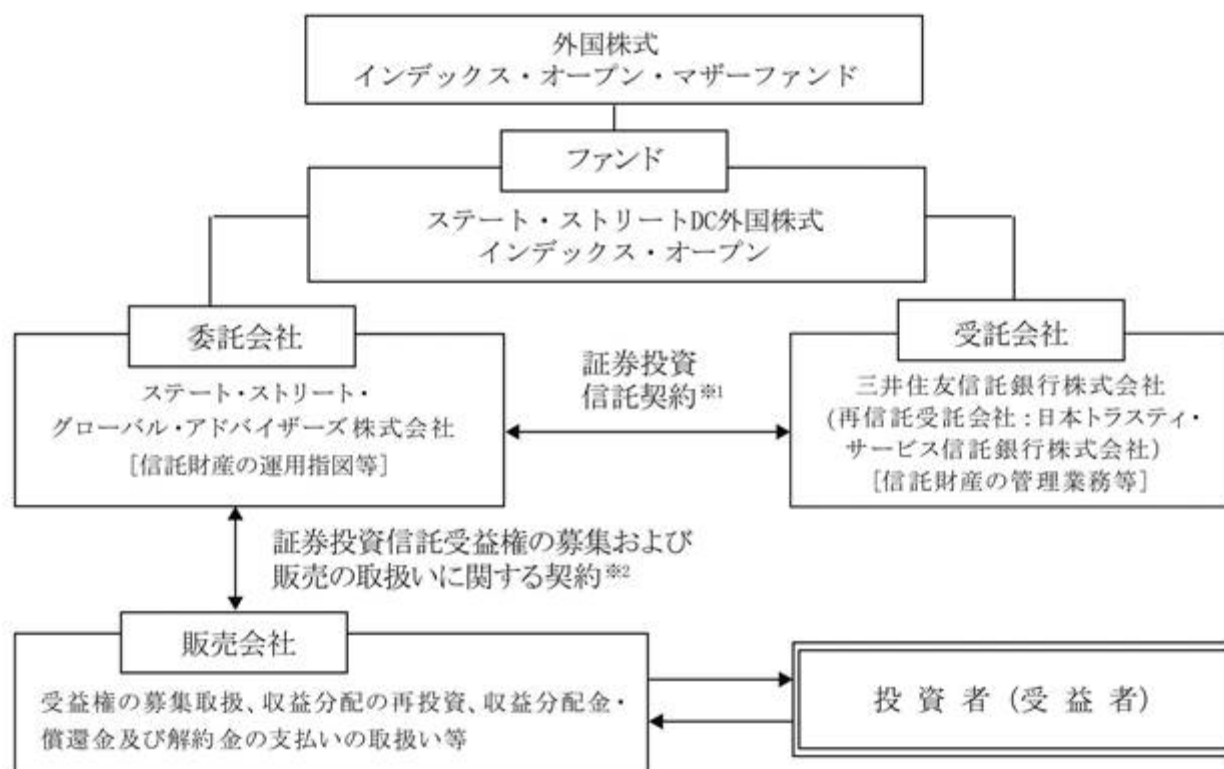 外国株式
インデックス・オープン・マザーファンド
ファンド
ステート・ストリートDC外国株式
インデックス・オープン
委託会社
ステート・ストリート・
グローバル・アドバイザーズ株式会社
[信託財産の運用指図等]
証券投資
信託契約※1
受託会社
三井住友信託銀行株式会社
(再信託受託会社:日本トラスティ・
サービス信託銀行株式会社)
[信託財産の管理業務等]
証券投資信託受益権の募集および
販売の取扱いに関する契約※2
販売会社
受益権の募集取扱、収益分配の再投資、収益分配金・
償還金及び解約金の支払いの取扱い等
投資者(受益者)